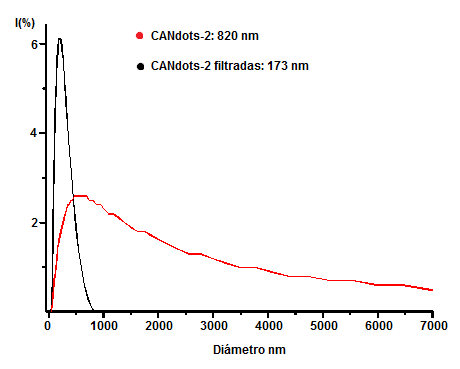 I(%)
CANdots-2: 820 nm
CANdots-2 filtradas: 173 nm
6
4
2
0 1000 2000 3000 4000 5000 6000 7000
Diámetro nm